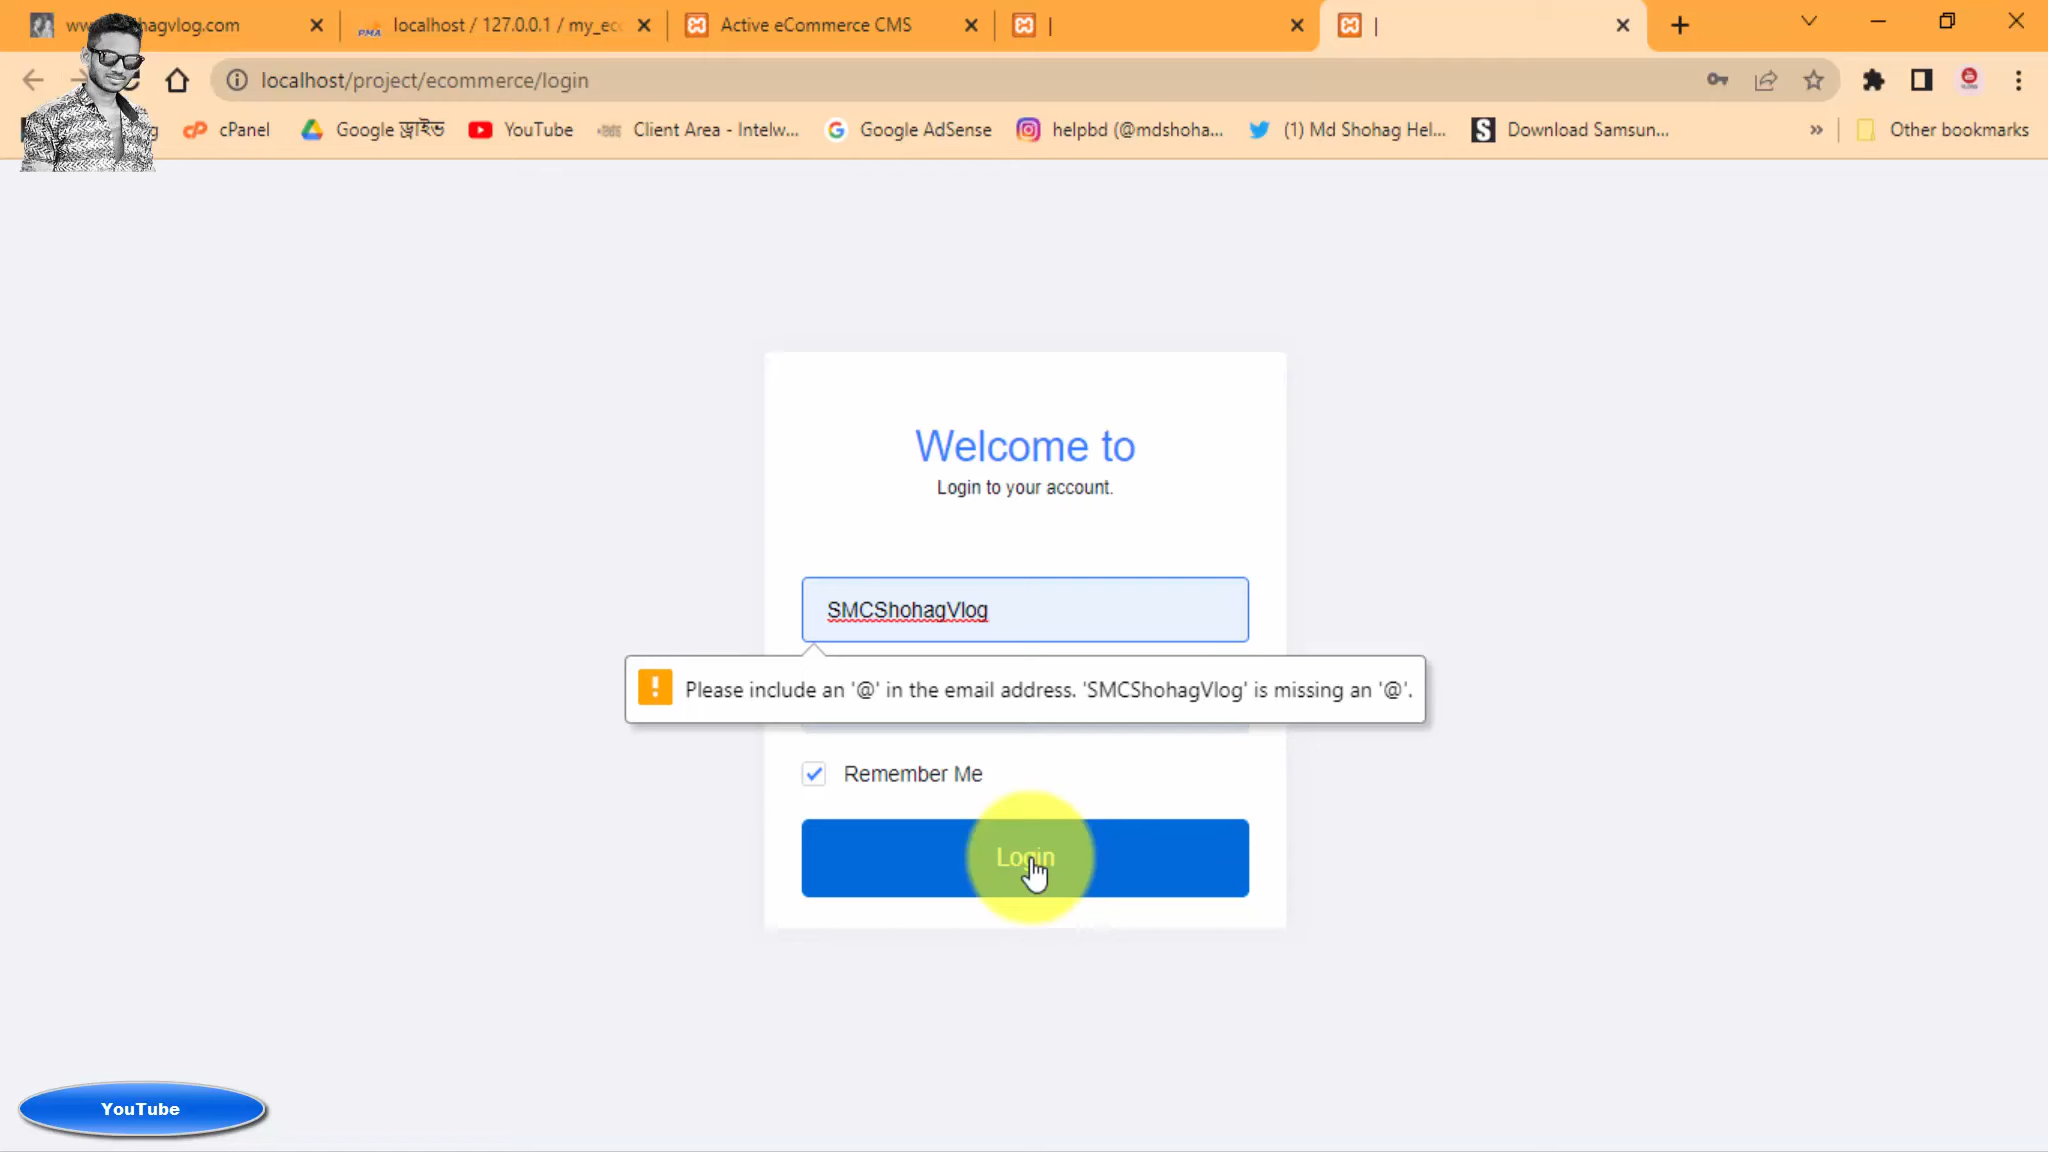 localhost / 127.0.0.1 / my_ec
Active eCommerce CMS
localhost/project/ecommerce/login
cPanel
Google ড্রাইভ
YouTube
Client Area - Intelw...
Google AdSense
helpbd (@mdshoha...
(1) Md Shohag Hel...
Download Samsun...
Other bookmarks
Welcome to
Login to your account.
SMCShohagVlog
Please include an '@' in the email address. 'SMCShohagVlog' is missing an '@'.
Remember Me
Login
YouTube